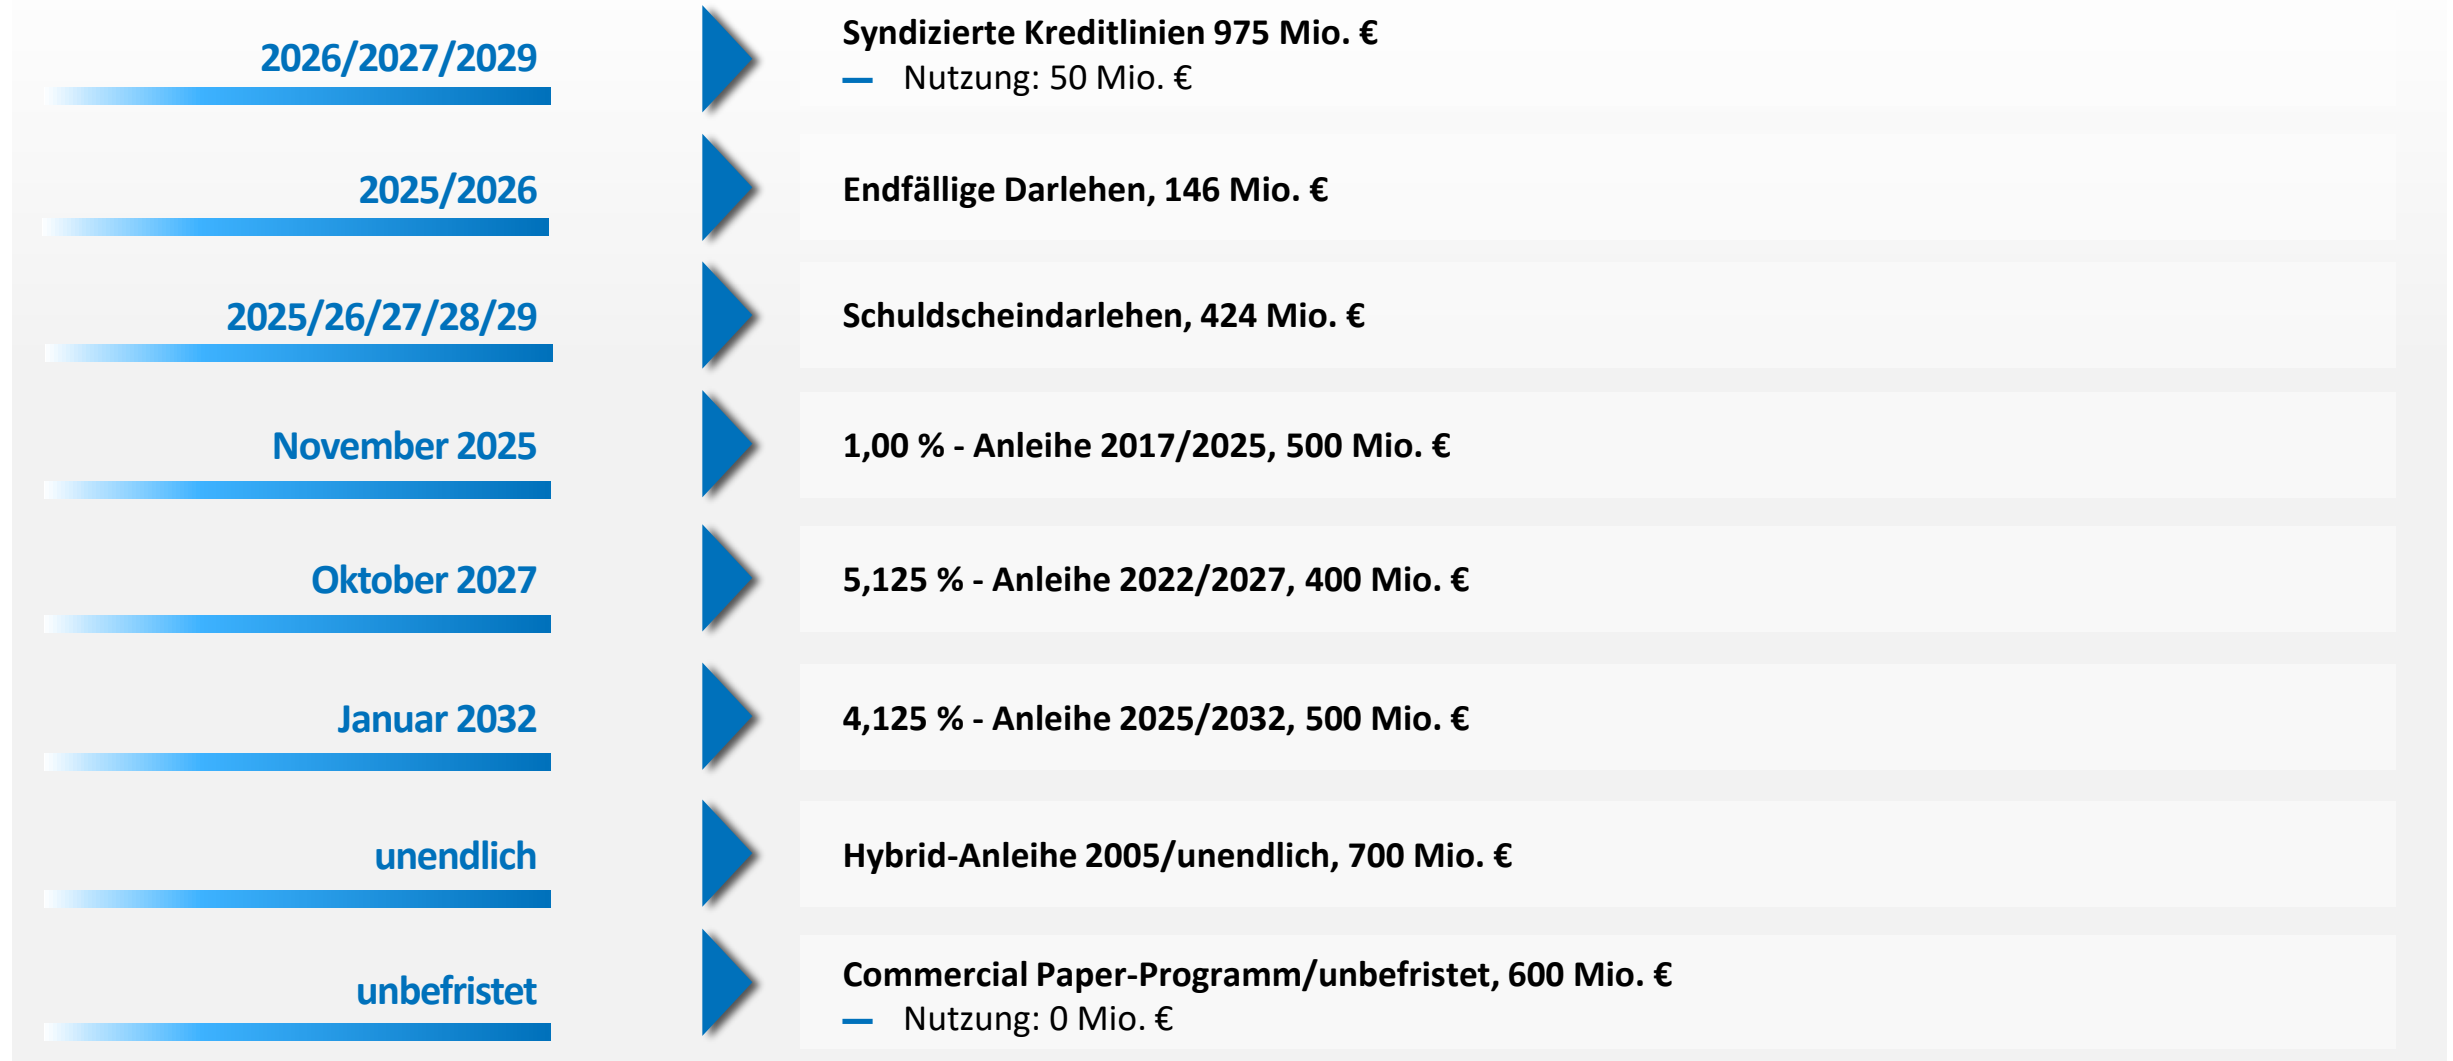 2026/2027/2029
Syndizierte Kreditlinien 975 Mio. €
— Nutzung: 50 Mio. €
2025/2026
Endfällige Darlehen, 146 Mio. €
2025/26/27/28/29
Schuldscheindarlehen, 424 Mio. €
November 2025
1,00 % - Anleihe 2017/2025, 500 Mio. €
Oktober 2027
5,125 % - Anleihe 2022/2027, 400 Mio. €
Januar 2032
4,125 % - Anleihe 2025/2032, 500 Mio. €
unendlich
Hybrid-Anleihe 2005/unendlich, 700 Mio. €
unbefristet
Commercial Paper-Programm/unbefristet, 600 Mio. €
— Nutzung: 0 Mio. €